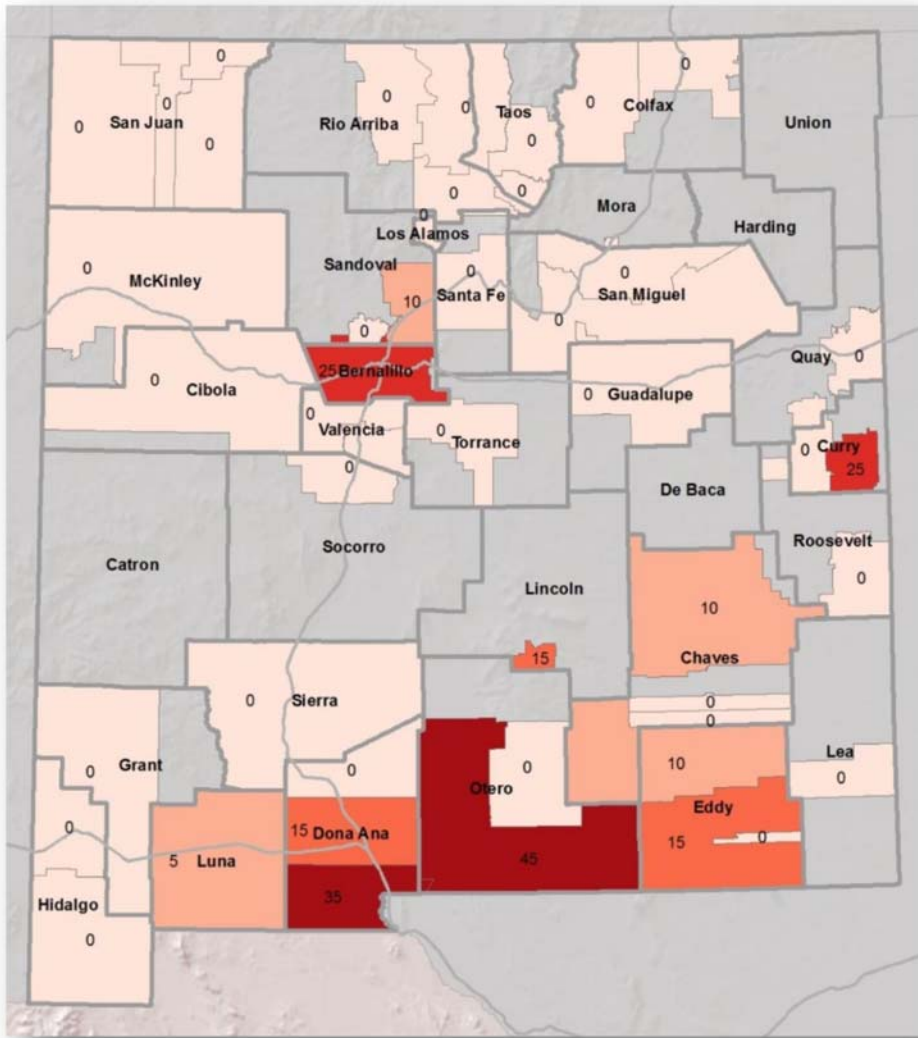 0
0
0
0
0
0
Colfax
0
San Juan
0
Rio Arriba
Taos
0
0
Union
0
0
0
Mora
Los Alamos
Harding
Sandoval
0
McKinley
0
Santa Fe
0
San Miguel
10
0
0
Quay
0
25
Bernalillo
0
Cibola
0
Guadalupe
0
Valencia
0
Torrance
0
Curry
25
0
De Baca
Catron
Socorro
Roosevelt
0
Lincoln
10
15
Chaves
0
Sierra
0
0
Grant
0
0
0
10
Lea
0
Otero
0
15
Dona Ana
Eddy
15
0
5
Luna
45
35
Hidalgo
0